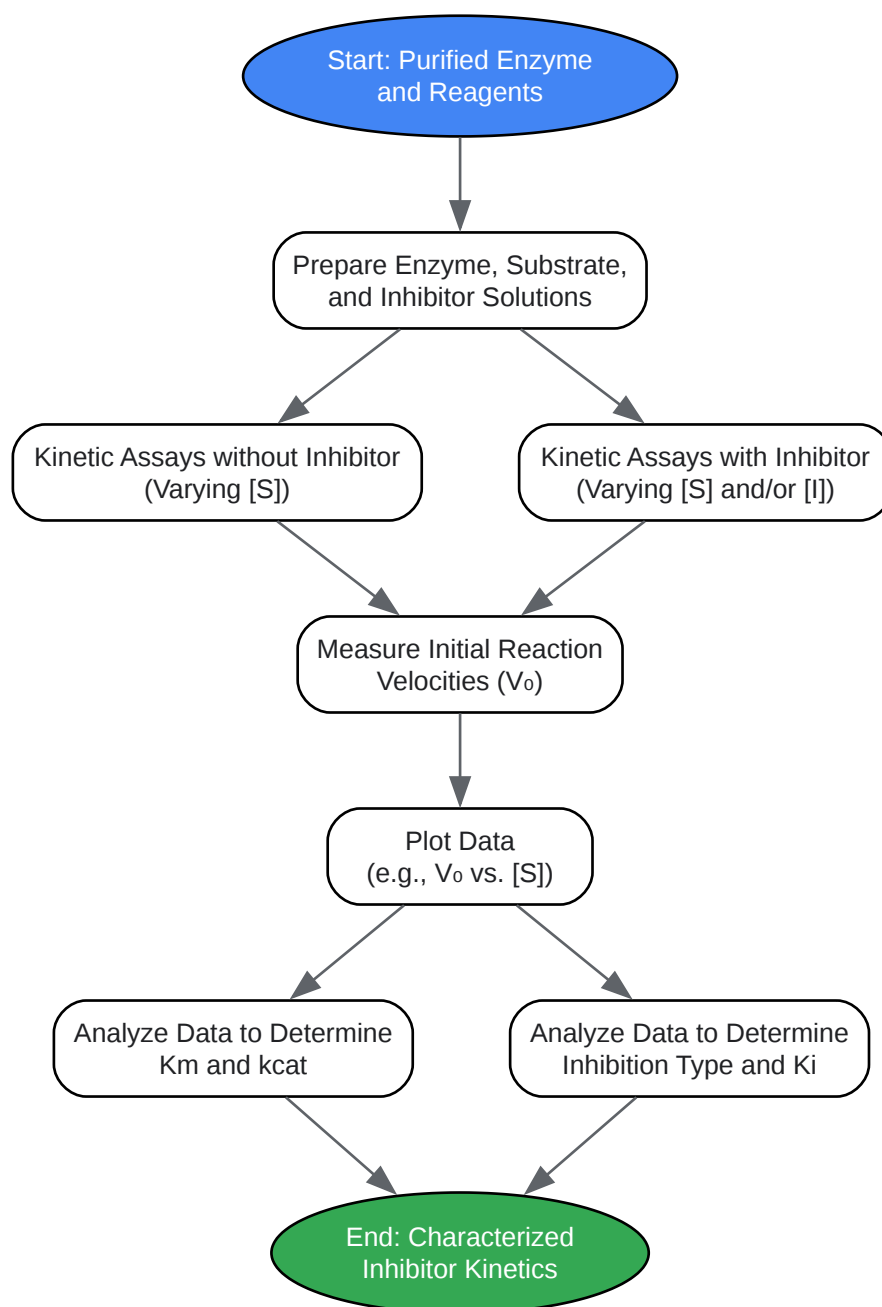 Start: Purified Enzyme
and Reagents
Prepare Enzyme, Substrate,
and Inhibitor Solutions
Kinetic Assays without Inhibitor
(Varying [S])
Kinetic Assays with Inhibitor
(Varying [S] and/or [I])
Measure Initial Reaction
Velocities (V₀)
Plot Data
(e.g., V₀ vs. [S])
Analyze Data to Determine
Km and kcat
Analyze Data to Determine
Inhibition Type and Ki
End: Characterized
Inhibitor Kinetics